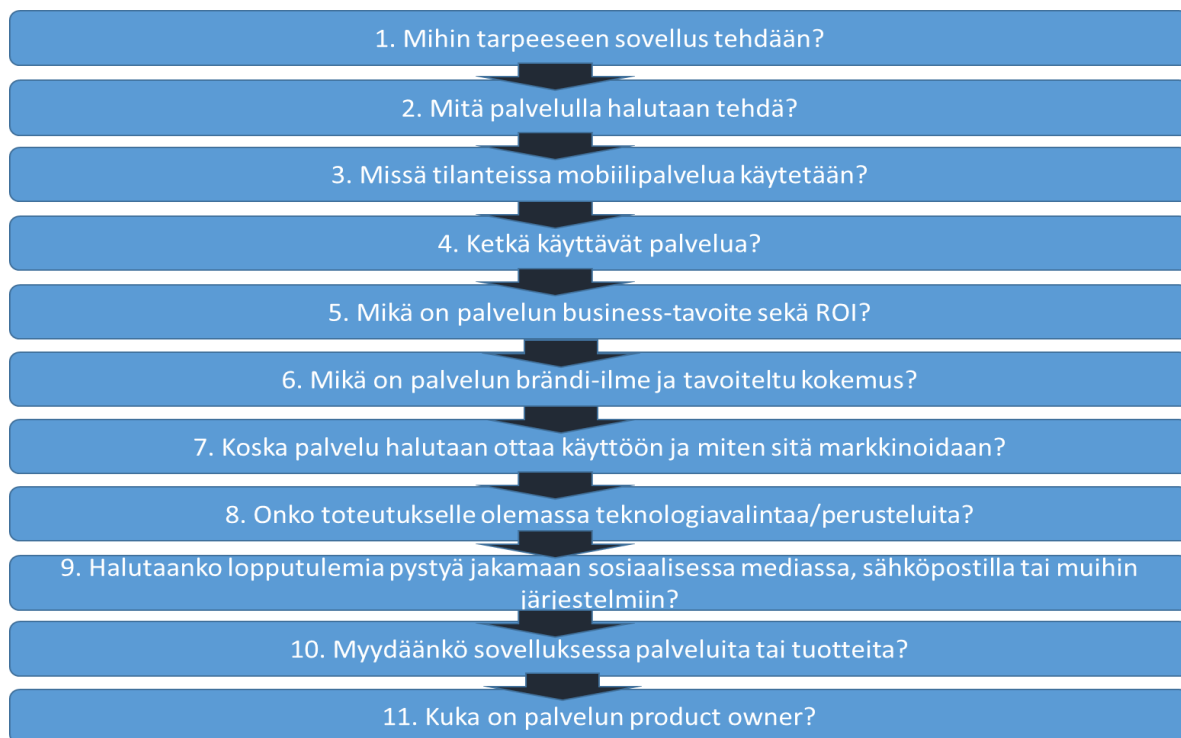 1. Mihin tarpeeseen sovellus tehdään?
2. Mitä palvelulla halutaan tehdä?
3. Missä tilanteissa mobiilipalvelua käytetään?
4. Ketkä käyttävät palvelua?
5. Mikä on palvelun business-tavoite sekä ROI?
6. Mikä on palvelun brändi-ilme ja tavoiteltu kokemus?
7. Koska palvelu halutaan ottaa käyttöön ja miten sitä markkinoidaan?
8. Onko toteutukselle olemassa teknologiavalintaa/perusteluita?
9. Halutaanko lopputulemia pystyä jakamaan sosiaalisessa mediassa, sähköpostilla tai muihin
järjestelmiin?
10. Myydäänkö sovelluksessa palveluita tai tuotteita?
11. Kuka on palvelun product owner?